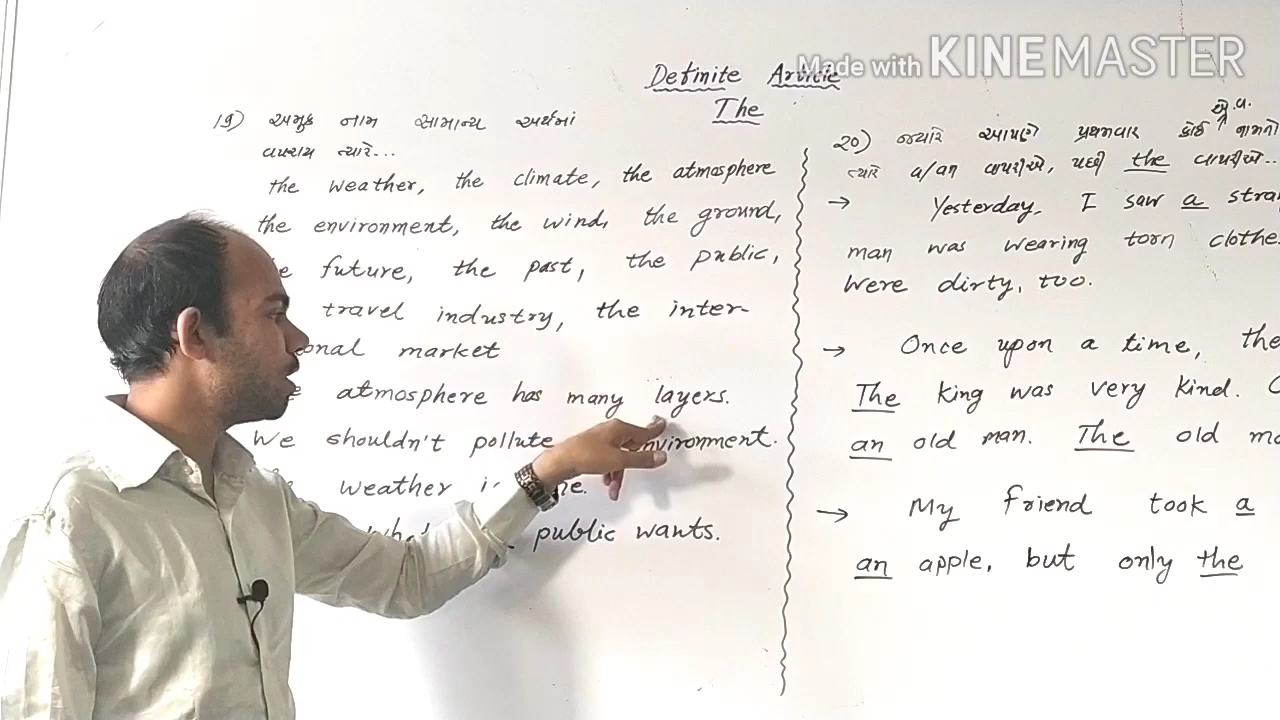 Made with KINEMASTER
Definite Article
The
19) અમુક નામ સામાન્ય અર્થમાં
વપરાય ત્યારે...
the weather, the climate, the atmosphere
the environment, the wind, the ground,
future, the past, the public,
travel industry, the inter-
onal market
atmosphere has many layers.
We shouldn't pollute environment.
weather
public wants.
એ.વ.
૨૦) જ્યારે આપણે પ્રથમવાર કોઈ નામનો
ત્યારે a/an વાપરીએ, પછી the વાપરીએ..
→ Yesterday, I saw a
man was wearing torn
were dirty, too.
→ Once upon a time,
The king was very kind.
an old man. The old
→ My friend took a
an apple, but only the